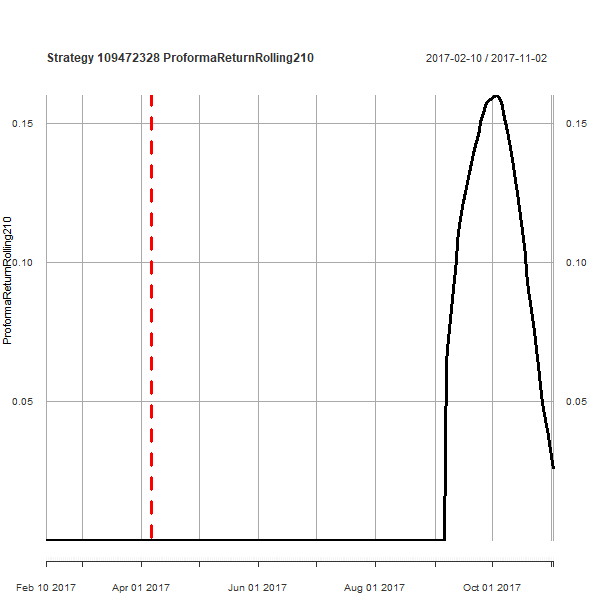 Strategy 109472328 ProformaReturnRolling210
2017-02-10 / 2017-11-02
0.15
0.15
0.10
0.10
0.05
0.05
ProformaReturnRolling210
Feb 10 2017
Apr 01 2017
Jun 01 2017
Aug 01 2017
Oct 01 2017